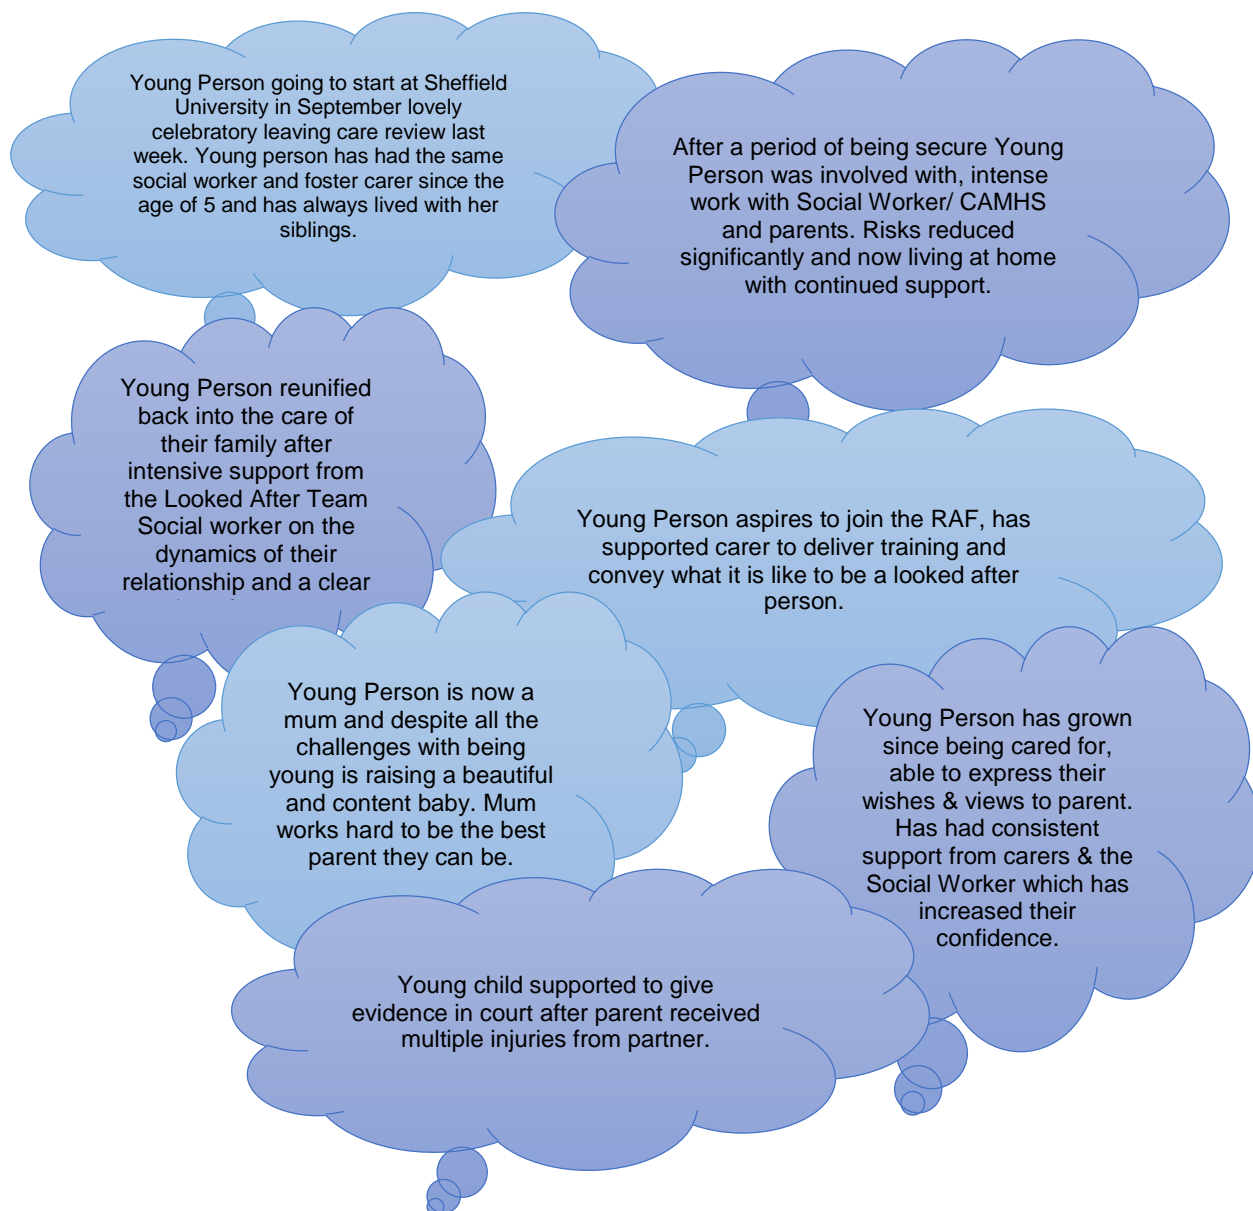 Young Person going to start at Sheffield
University in September lovely
celebratory leaving care review last
week. Young person has had the same
social worker and foster carer since the
age of 5 and has always lived with her
siblings.
After a period of being secure Young
Person was involved with, intense
work with Social Worker/ CAMHS
and parents. Risks reduced
significantly and now living at home
with continued support.
Young Person reunified
back into the care of
their family after
intensive support from
the Looked After Team
Social worker on the
dynamics of their
relationship and a clear
Young Person aspires to join the RAF, has
supported carer to deliver training and
convey what it is like to be a looked after
person.
Young Person is now a
mum and despite all the
challenges with being
young is raising a beautiful
and content baby. Mum
works hard to be the best
parent they can be.
Young Person has grown
since being cared for,
able to express their
wishes & views to parent.
Has had consistent
support from carers & the
Social Worker which has
increased their
confidence.
Young child supported to give
evidence in court after parent received
multiple injuries from partner.